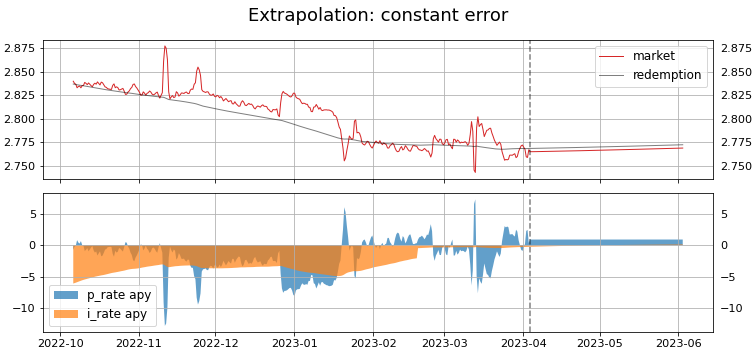 Extrapolation: constant error
2.875 2.875
2.850 2.850
2.825 2.825
2.800 2.800
2.775 2.775
2.750 2.750
market
redemption
5 5
0 0
−5 −5
−10 −10
p_rate apy
i_rate apy
2022-10 2022-11 2022-12 2023-01 2023-02 2023-03 2023-04 2023-05 2023-06